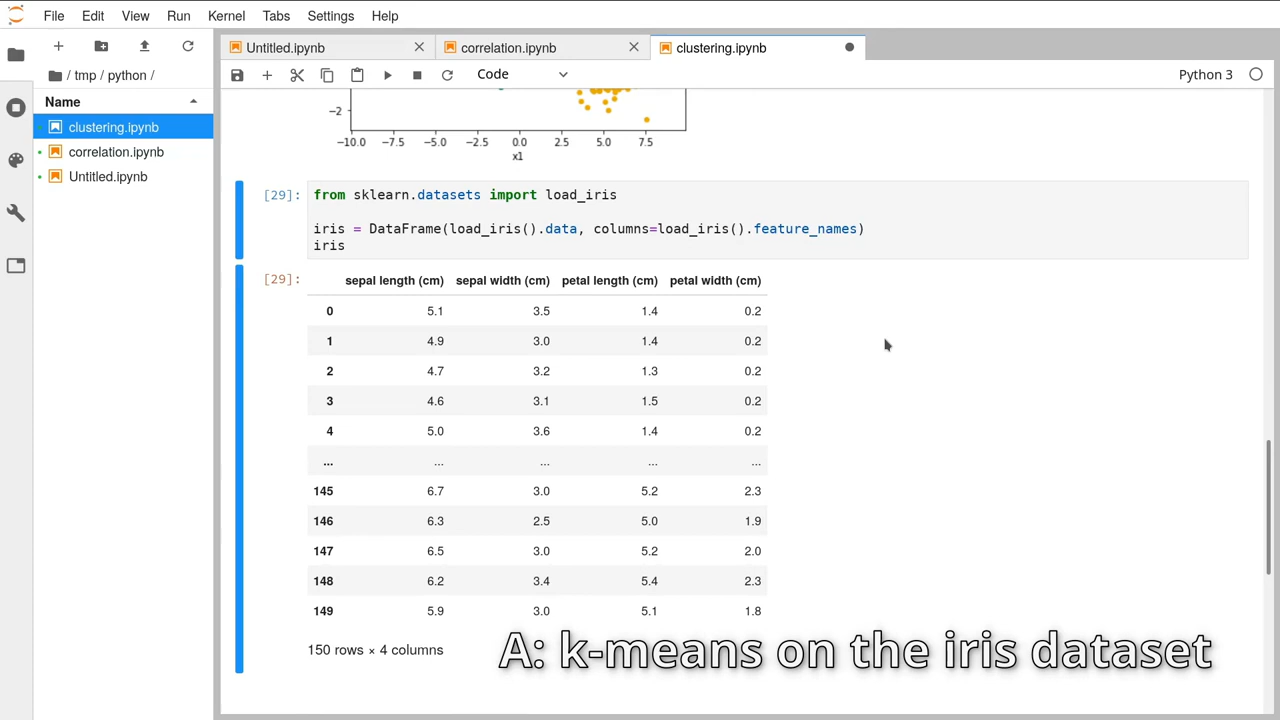 File Edit View Run Kernel Tabs Settings Help
/ tmp / python /
Name
clustering.ipynb
correlation.ipynb
Untitled.ipynb
Untitled.ipynb correlation.ipynb clustering.ipynb
Code Python 3
−2
−10.0 −7.5 −5.0 −2.5 0.0 2.5 5.0 7.5
x1
[29]: from sklearn.datasets import load_iris
iris = DataFrame(load_iris().data, columns=load_iris().feature_names)
iris
[29]: sepal length (cm) sepal width (cm) petal length (cm) petal width (cm)
0 5.1 3.5 1.4 0.2
1 4.9 3.0 1.4 0.2
2 4.7 3.2 1.3 0.2
3 4.6 3.1 1.5 0.2
4 5.0 3.6 1.4 0.2
... ... ... ... ...
145 6.7 3.0 5.2 2.3
146 6.3 2.5 5.0 1.9
147 6.5 3.0 5.2 2.0
148 6.2 3.4 5.4 2.3
149 5.9 3.0 5.1 1.8
150 rows × 4 columns
A: k-means on the iris dataset